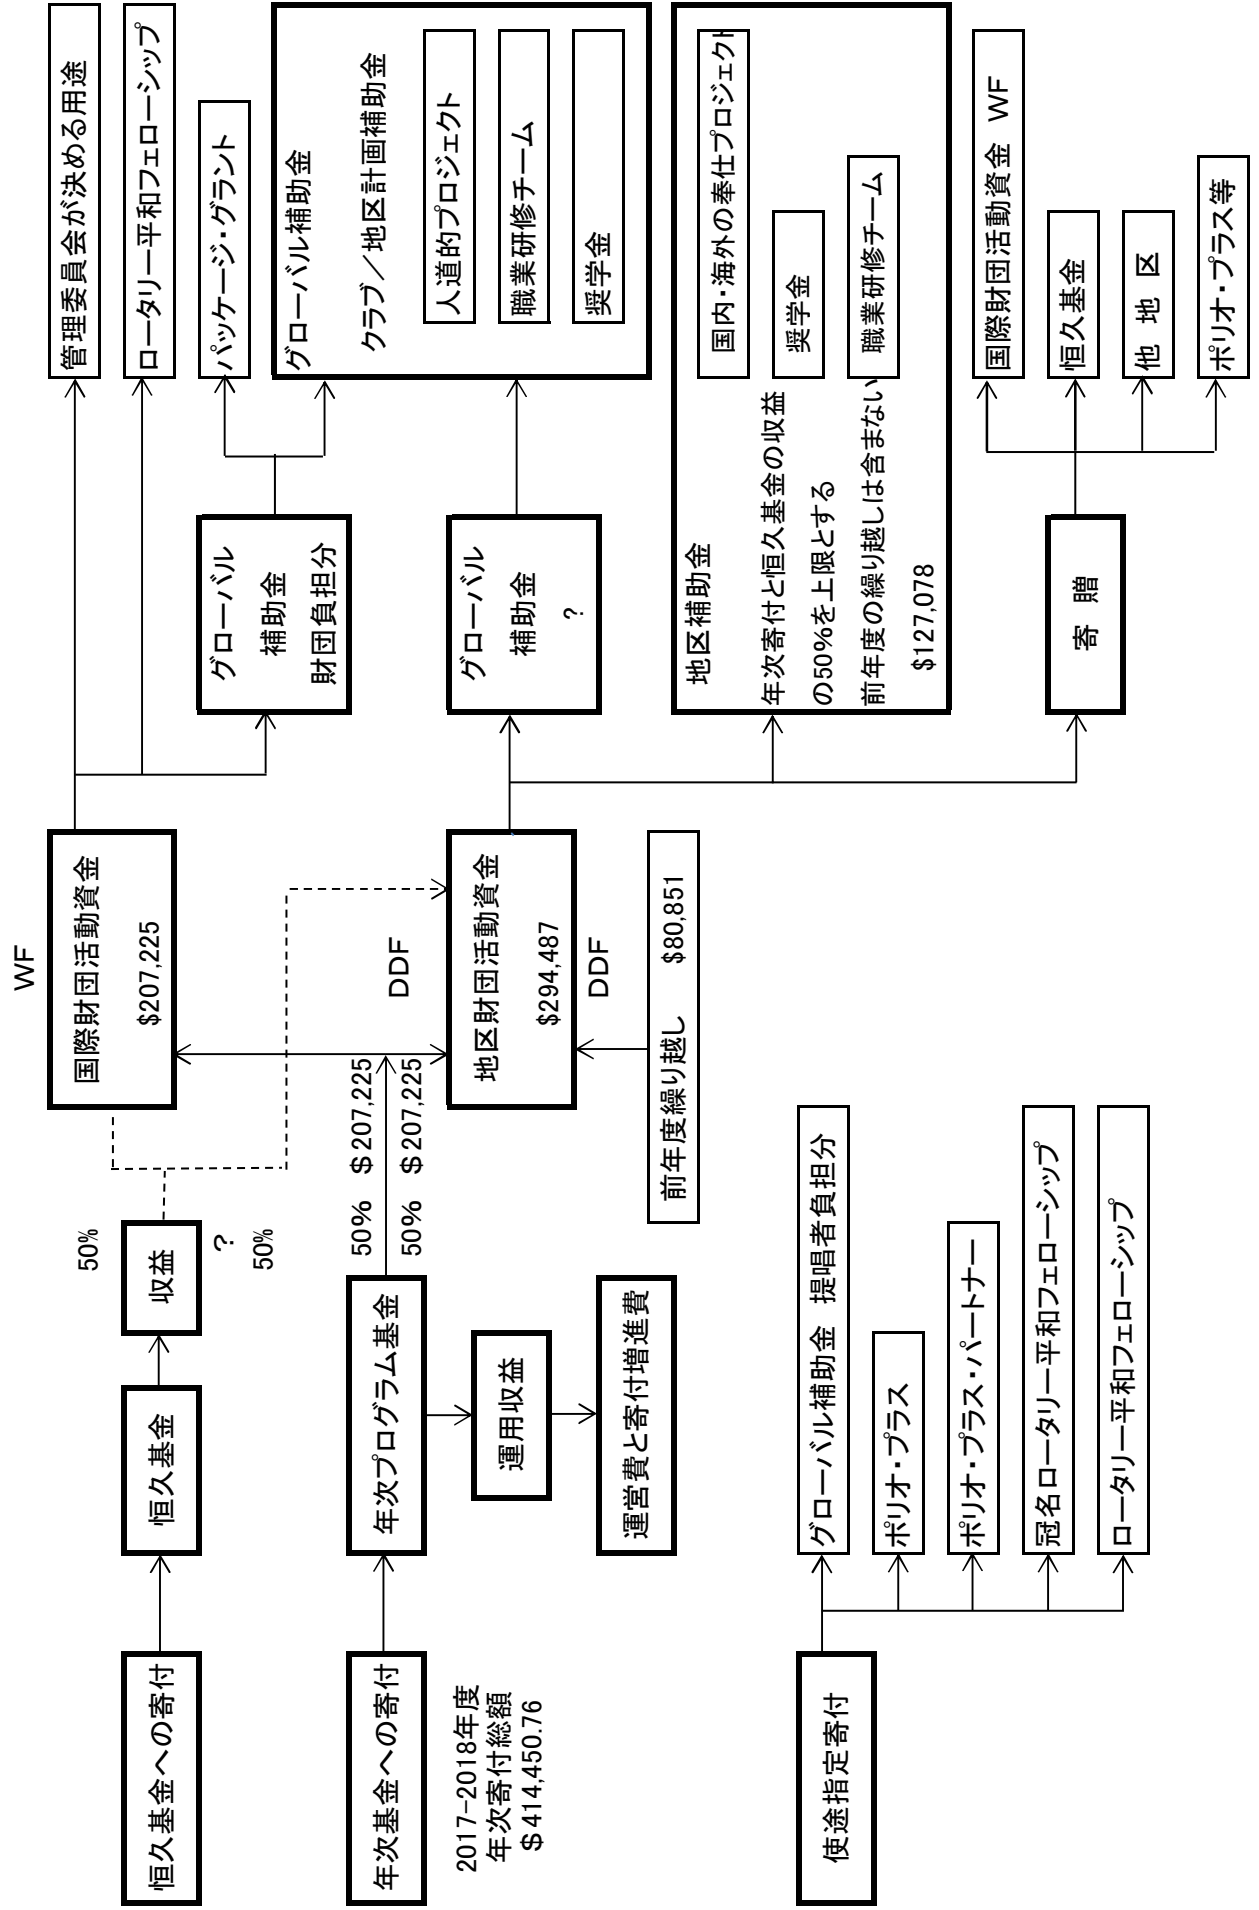 恒久基金への寄付
恒久基金
収益
50%
?
50%
WF
国際財団活動資金
$207,225
管理委員会が決める用途
ロータリー平和フェローシップ
パッケージ・グラント
グローバル
補助金
財団負担分
グローバル補助金
クラブ／地区計画補助金
人道的プロジェクト
職業研修チーム
奨学金
年次基金への寄付
2017-2018年度
年次寄付総額
$414,450.76
年次プログラム基金
50% $207,225
50% $207,225
運用収益
運営費と寄付増進費
DDF
地区財団活動資金
$294,487
DDF
前年度繰り越し $80,851
グローバル
補助金
?
地区補助金
年次寄付と恒久基金の収益
の50%を上限とする
前年度の繰り越しは含まない
$127,078
国内・海外の奉仕プロジェクト
奨学金
職業研修チーム
寄 贈
国際財団活動資金 WF
恒久基金
他 地 区
ポリオ・プラス等
使途指定寄付
グローバル補助金 提唱者負担分
ポリオ・プラス
ポリオ・プラス・パートナー
冠名ロータリー平和フェローシップ
ロータリー平和フェローシップ